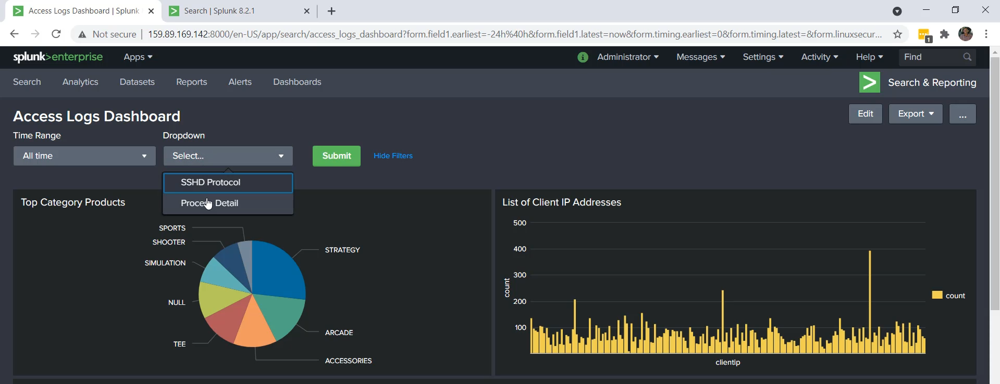 Access Logs Dashboard | Splunk
Search | Splunk 8.2.1
Not secure | 159.89.169.142:8000/en-US/app/search/access_logs_dashboard?form.field1.earliest=-24h%40h&form.field1.latest=now&form.timing.earliest=0&form.timing.latest=&form.linuxsecur...
1
splunk>enterprise Apps
i Administrator Messages Settings Activity Help Find
Search Analytics Datasets Reports Alerts Dashboards
> Search & Reporting
Access Logs Dashboard
Edit Export ...
Time Range Dropdown
All time Select... Submit Hide Filters
SSHD Protocol
Process Detail
Top Category Products
SPORTS
SHOOTER
SIMULATION
NULL
TEE
STRATEGY
ARCADE
ACCESSORIES
List of Client IP Addresses
500
400
300
200
100
count
clientip
count